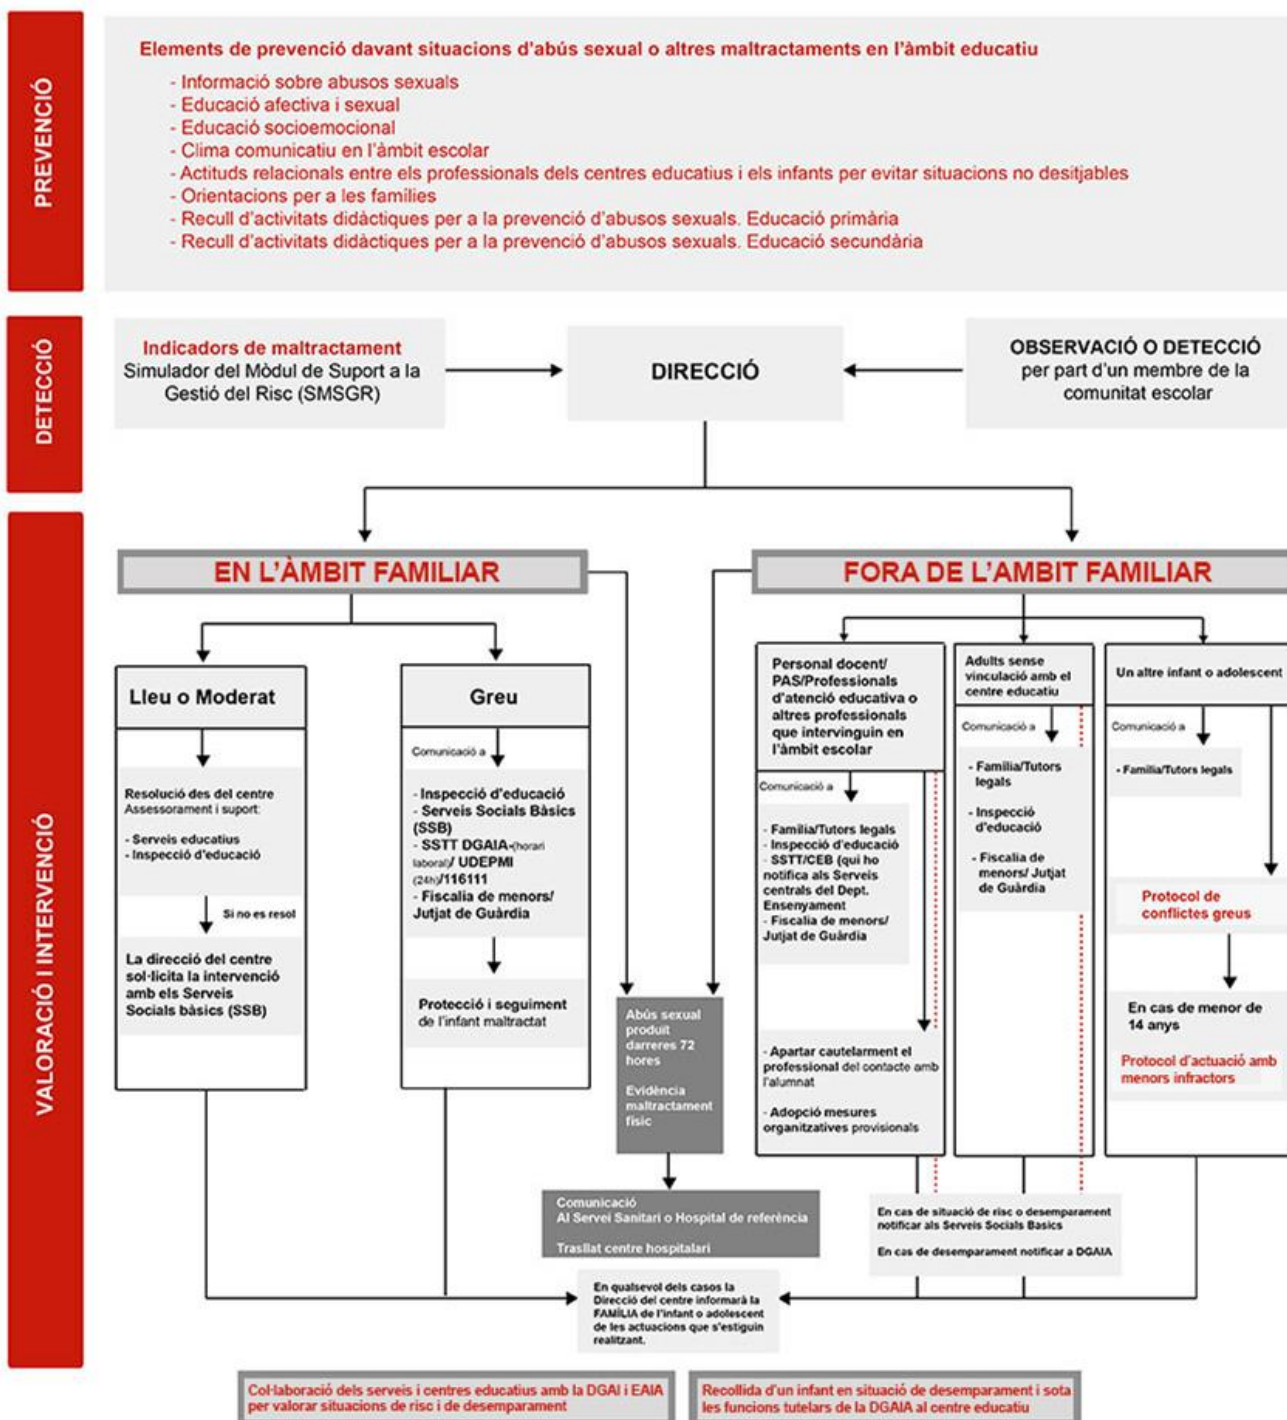 PREVENCIÓ
Elements de prevenció davant situacions d'abús sexual o altres maltractaments en l'àmbit educatiu
- Informació sobre abusos sexuals
- Educació afectiva i sexual
- Educació socioemocional
- Clima comunicatiu en l'àmbit escolar
- Actituds relacionals entre els professionals dels centres educatius i els infants per evitar situacions no desitjables
- Orientacions per a les famílies
- Recull d'activitats didàctiques per a la prevenció d'abusos sexuals. Educació primària
- Recull d'activitats didàctiques per a la prevenció d'abusos sexuals. Educació secundària
DETECCIÓ
Indicadors de maltractament
Simulador del Mòdul de Suport a la
Gestió del Risc (SMSGR)
DIRECCIÓ
OBSERVACIÓ O DETECCIÓ
per part d'un membre de la
comunitat escolar
VALORACIÓ I INTERVENCIÓ
EN L'ÀMBIT FAMILIAR
Lleu o Moderat
Resolució des del centre
Assessorament i suport:
- Serveis educatius
- Inspecció d'educació
Si no es resol
La direcció del centre
sol·licita la intervenció
amb els Serveis
Socials bàsics (SSB)
Greu
Comunicació a
- Inspecció d'educació
- Serveis Socials Bàsics
(SSB)
- SSTT DGAIA-(horari
laboral)/ UDEPMI
(24h)/116111
- Fiscalia de menors/
Jutjat de Guàrdia
Protecció i seguiment
de l'infant maltractat
Abús sexual
produït
darreres 72
hores
Evidència
maltractament
físic
Comunicació
Al Servei Sanitari o Hospital de referència
Trasllat centre hospitalari
FORA DE L'AMBIT FAMILIAR
Personal docent/
PAS/Professionals
d'atenció educativa o
altres professionals
que intervinguin en
l'àmbit escolar
Comunicació a
- Família/Tutors legals
- Inspecció d'educació
- SSTT/CEB (qui ho
notifica als Serveis
centrals del Dept.
Ensenyament
- Fiscalia de menors/
Jutjat de Guàrdia
- Apartar cautelarment el
professional del contacte amb
l'alumnat
- Adopció mesures
organitzatives provisionals
Adults sense
vinculació amb el
centre educatiu
Comunicació a
- Família/Tutors
legals
- Inspecció
d'educació
- Fiscalia de
menors/ Jutjat
de Guàrdia
Un altre infant o adolescent
Comunicació a
- Família/Tutors legals
Protocol de
conflictes greus
En cas de menor de
14 anys
Protocol d'actuació amb
menors infractors
En cas de situació de risc o desemparament
notificar als Serveis Socials Basics
En cas de desemparament notificar a DGAIA
En qualsevol dels casos la
Direcció del centre informarà la
FAMÍLIA de l'infant o adolescent
de les actuacions que s'estiguin
realitzant.
Col·laboració dels serveis i centres educatius amb la DGAI i EAIA
per valorar situacions de risc i de desemparament
Recollida d'un infant en situació de desemparament i sota
les funcions tutelars de la DGAIA al centre educatiu